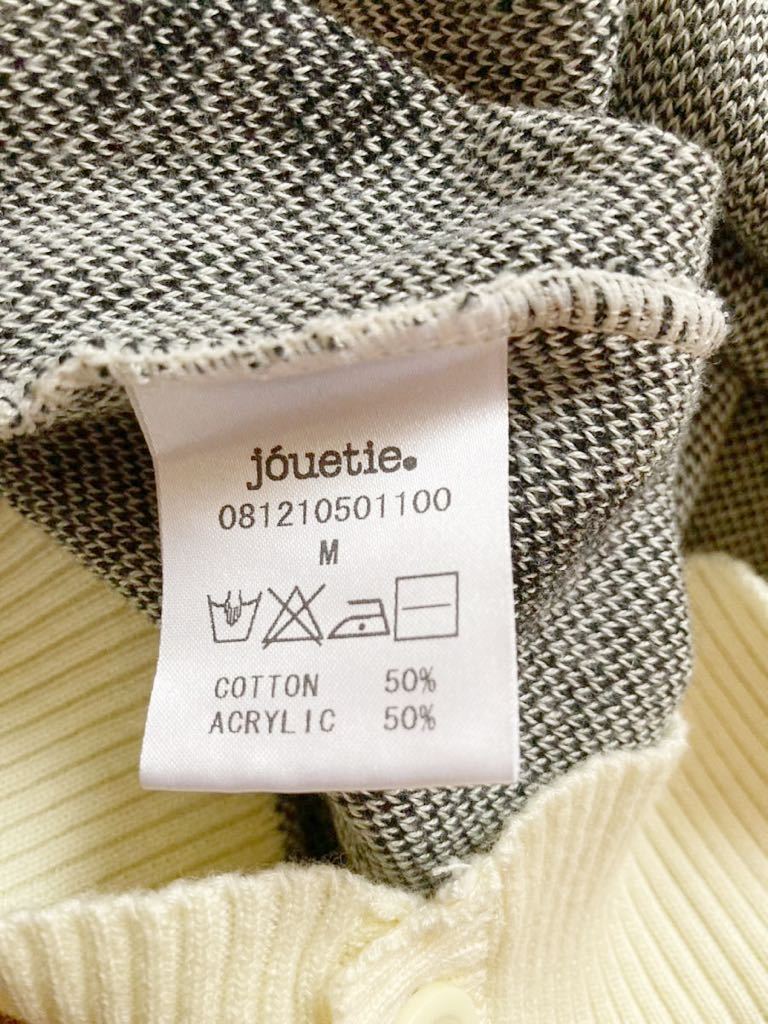 jóuetie.
081210501100
M
COTTON 50%
ACRYLIC 50%